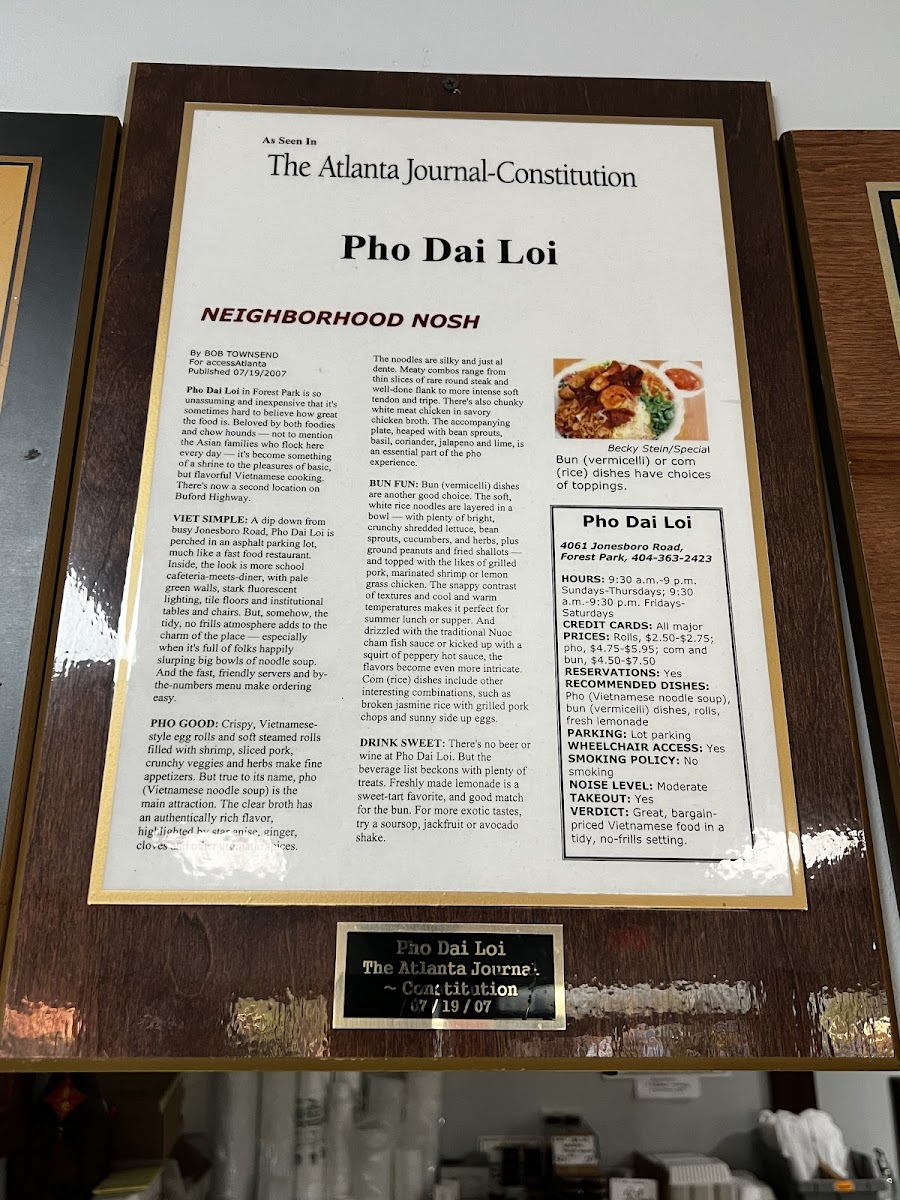 As Seen In
The Atlanta Journal-Constitution
Pho Dai Loi
NEIGHBORHOOD NOSH
By BOB TOWNSEND
For accessAtlanta
Published 07/19/2007
Pho Dai Loi in Forest Park is so
unassuming and inexpensive that it's
sometimes hard to believe how great
the food is. Beloved by both foodies
and chow hounds — not to mention
the Asian families who flock here
every day — it's become something
of a shrine to the pleasures of basic,
but flavorful Vietnamese cooking.
There's now a second location on
Buford Highway.
VIET SIMPLE: A dip down from
busy Jonesboro Road, Pho Dai Loi is
perched in an asphalt parking lot,
much like a fast food restaurant.
Inside, the look is more school
cafeteria-meets-diner, with pale
green walls, stark fluorescent
lighting, tile floors and institutional
tables and chairs. But, somehow, the
tidy, no frills atmosphere adds to the
charm of the place — especially
when it's full of folks happily
slurping big bowls of noodle soup.
And the fast, friendly servers and by-
the-numbers menu make ordering
easy.
PHO GOOD: Crispy, Vietnamese-
style egg rolls and soft steamed rolls
filled with shrimp, sliced pork,
crunchy veggies and herbs make fine
appetizers. But true to its name, pho
(Vietnamese noodle soup) is the
main attraction. The clear broth has
an authentically rich flavor,
highlighted by star anise, ginger,
cloves and other
The noodles are silky and just al
dente. Meaty combos range from
thin slices of rare round steak and
well-done flank to more intense soft
tendon and tripe. There's also chunky
white meat chicken in savory
chicken broth. The accompanying
plate, heaped with bean sprouts,
basil, coriander, jalapeno and lime, is
an essential part of the pho
experience.
BUN FUN: Bun (vermicelli) dishes
are another good choice. The soft,
white rice noodles are layered in a
bowl — with plenty of bright,
crunchy shredded lettuce, bean
sprouts, cucumbers, and herbs, plus
ground peanuts and fried shallots —
and topped with the likes of grilled
pork, marinated shrimp or lemon
grass chicken. The snappy contrast
of textures and cool and warm
temperatures makes it perfect for
summer lunch or supper. And
drizzled with the traditional Nuoc
cham fish sauce or kicked up with a
squirt of peppery hot sauce, the
flavors become even more intricate.
Com (rice) dishes include other
interesting combinations, such as
broken jasmine rice with grilled pork
chops and sunny side up eggs.
DRINK SWEET: There's no beer or
wine at Pho Dai Loi. But the
beverage list beckons with plenty of
treats. Freshly made lemonade is a
sweet-tart favorite, and good match
for the bun. For more exotic tastes,
try a soursop, jackfruit or avocado
shake.
Becky Stein/Special
Bun (vermicelli) or com
(rice) dishes have choices
of toppings.
Pho Dai Loi
4061 Jonesboro Road,
Forest Park, 404-363-2423
HOURS: 9:30 a.m.-9 p.m.
Sundays-Thursdays; 9:30
a.m.-9:30 p.m. Fridays-
Saturdays
CREDIT CARDS: All major
PRICES: Rolls, $2.50-$2.75;
pho, $4.75-$5.95; com and
bun, $4.50-$7.50
RESERVATIONS: Yes
RECOMMENDED DISHES:
Pho (Vietnamese noodle soup),
bun (vermicelli) dishes, rolls,
fresh lemonade
PARKING: Lot parking
WHEELCHAIR ACCESS: Yes
SMOKING POLICY: No
smoking
NOISE LEVEL: Moderate
TAKEOUT: Yes
VERDICT: Great, bargain-
priced Vietnamese food in a
tidy, no-frills setting.
Pho Dai Loi
The Atlanta Journal
~ Constitution
07 / 19 / 07